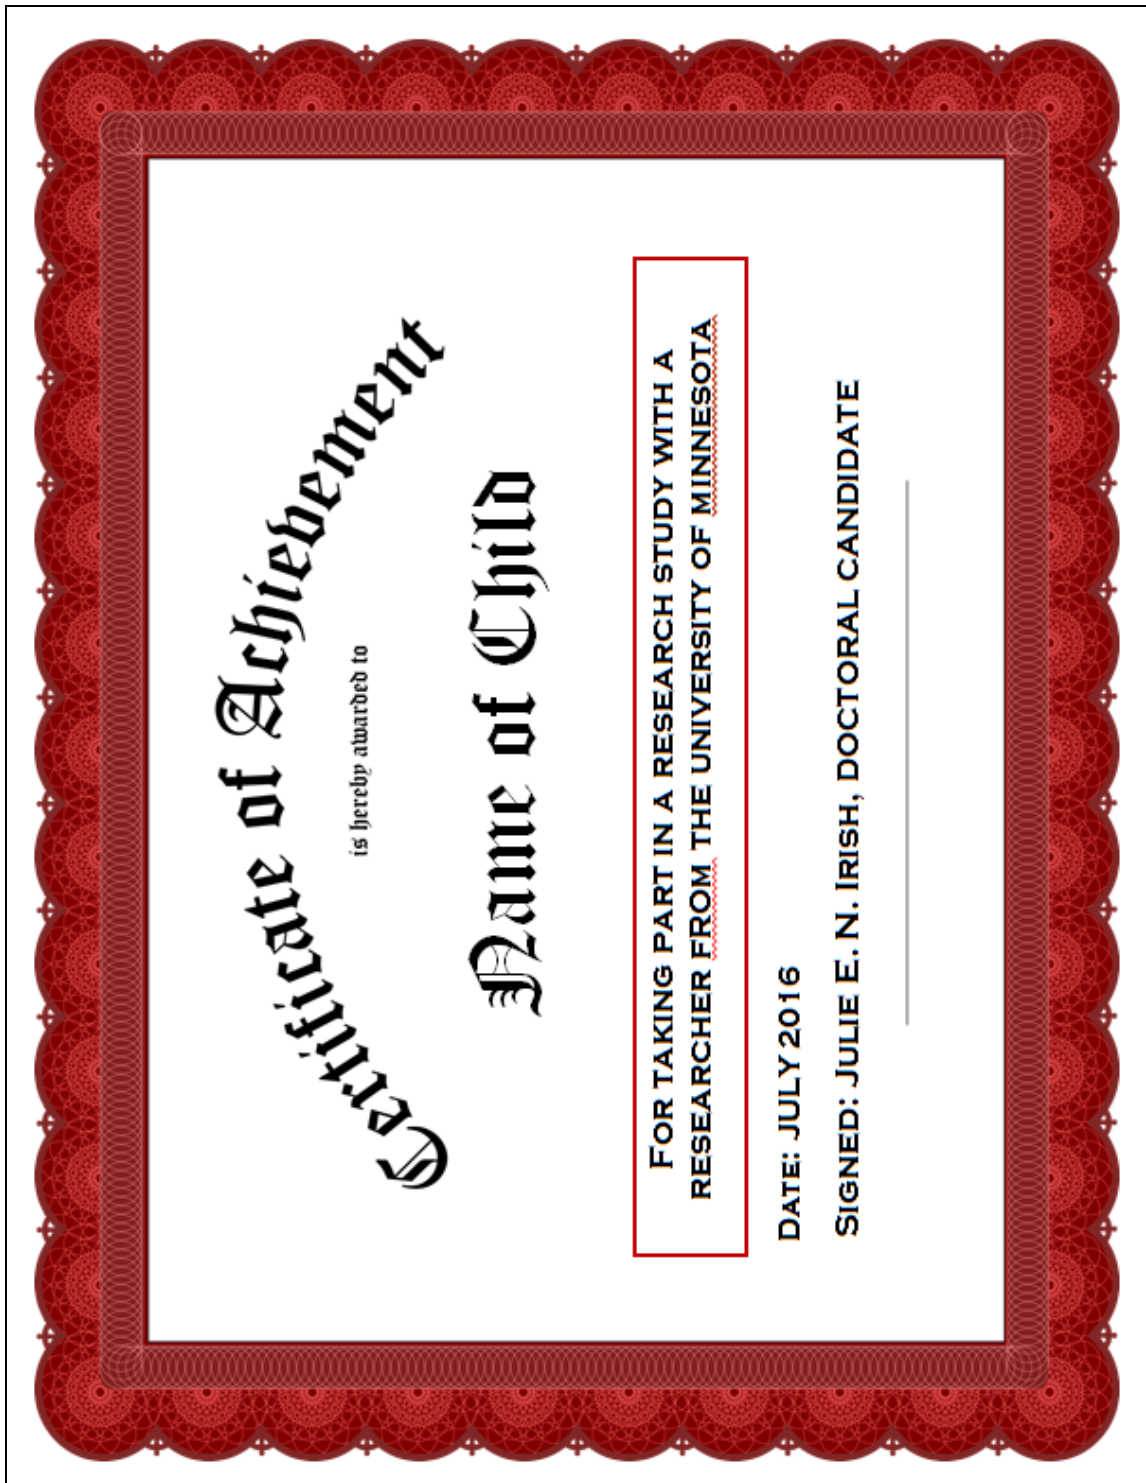 Certificate of Achievement
is hereby awarded to
Name of Child
FOR TAKING PART IN A RESEARCH STUDY WITH A
RESEARCHER FROM THE UNIVERSITY OF MINNESOTA
DATE: JULY 2016
SIGNED: JULIE E. N. IRISH, DOCTORAL CANDIDATE